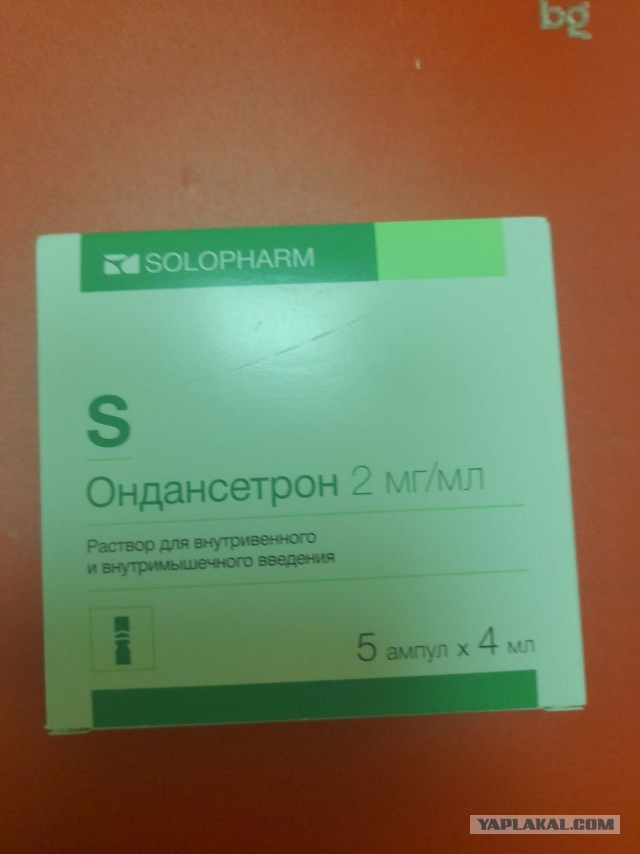 bg
SOLOPHARM
S
Ондансетрон 2 мг/мл
Раствор для внутривенного
и внутримышечного введения
5 ампул x 4 мл
YAPLAKAL.COM